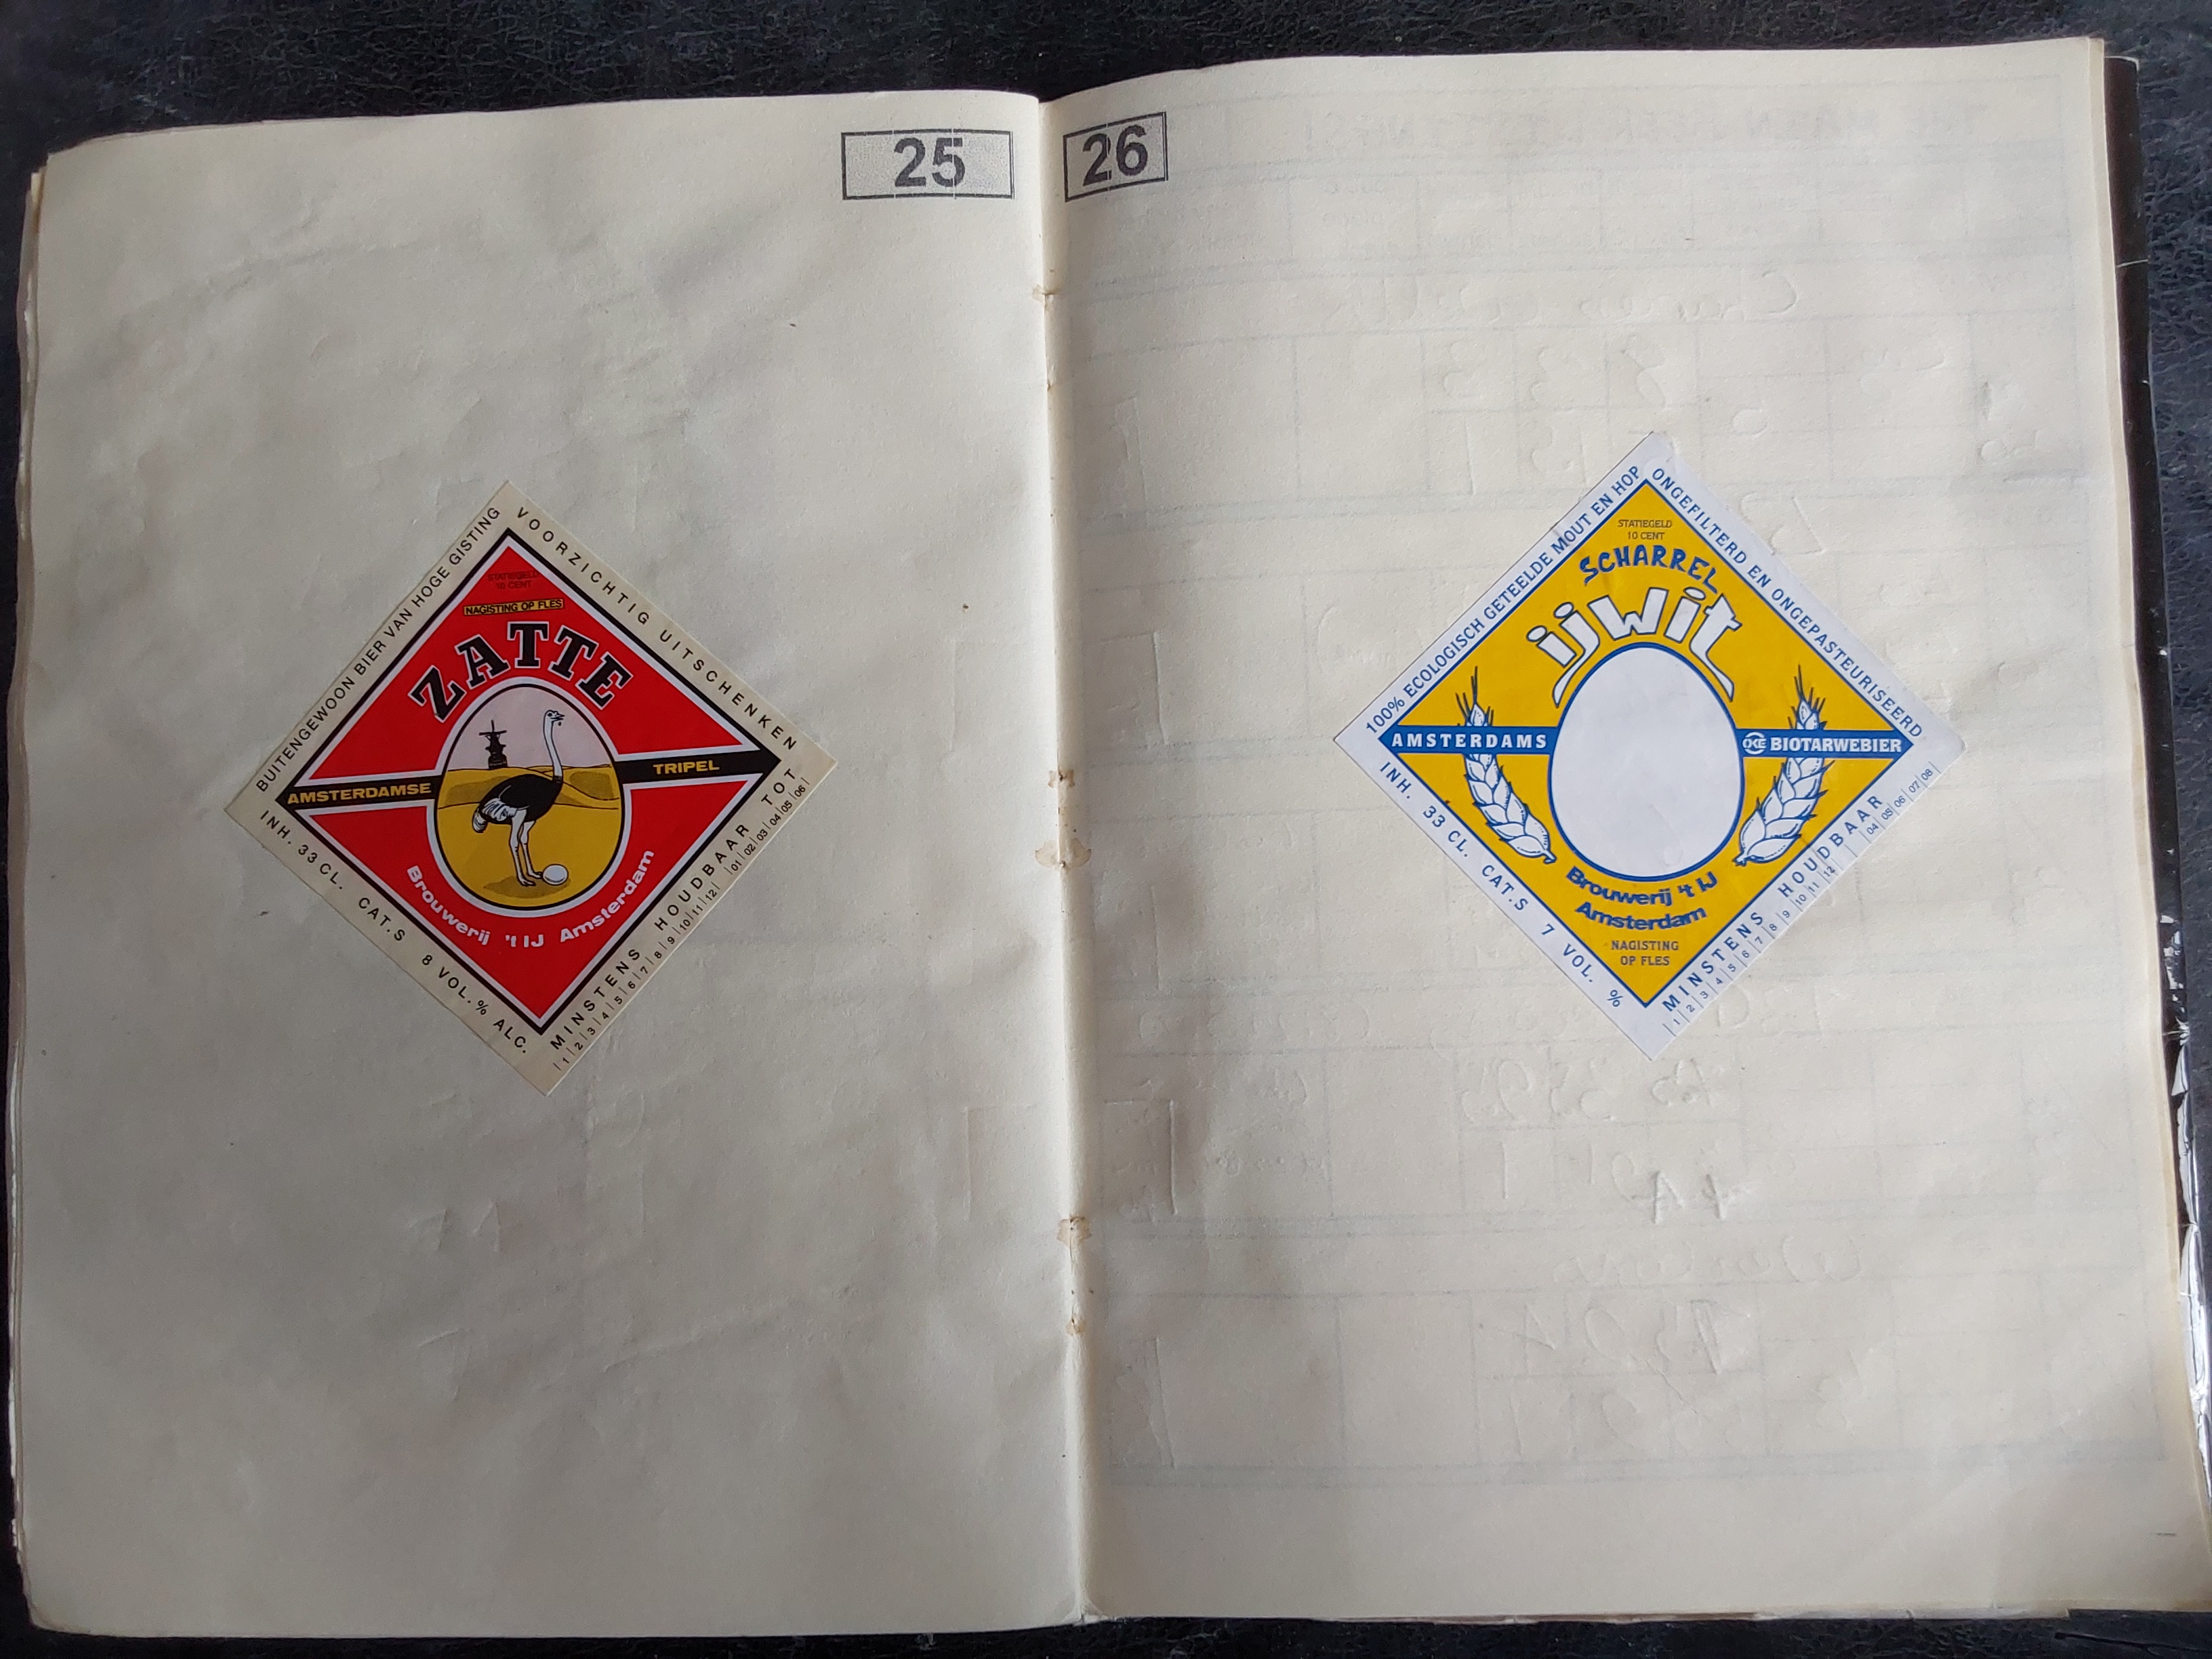 25
BUITENGEWOON BIER VAN HOGE GISTING
VOORZICHTIG UITSCHENKEN
STATIEGELD
10 CENT
NAGISTING OP FLES
ZATTE
AMSTERDAMSE
TRIPEL
Brouwerij 't IJ Amsterdam
INH. 33 CL. CAT.S 8 VOL.% ALC.
MINSTENS HOUDBAAR TOT
1|2|3|4|5|6|7|8|9|10|11|12| |01|02|03|04|05|06|
26
100% ECOLOGISCH GETEELDE MOUT EN HOP
ONGEFILTERD EN ONGEPASTEURISEERD
STATIEGELD
10 CENT
SCHARREL
ijwit
AMSTERDAMS
EKO BIOTARWEBIER
Brouwerij 't IJ
Amsterdam
NAGISTING
OP FLES
INH. 33 CL. CAT.S 7 VOL. %
MINSTENS HOUDBAAR
1|2|3|4|5|6|7|8|9|10|11|12| 04|05|06|07|08|